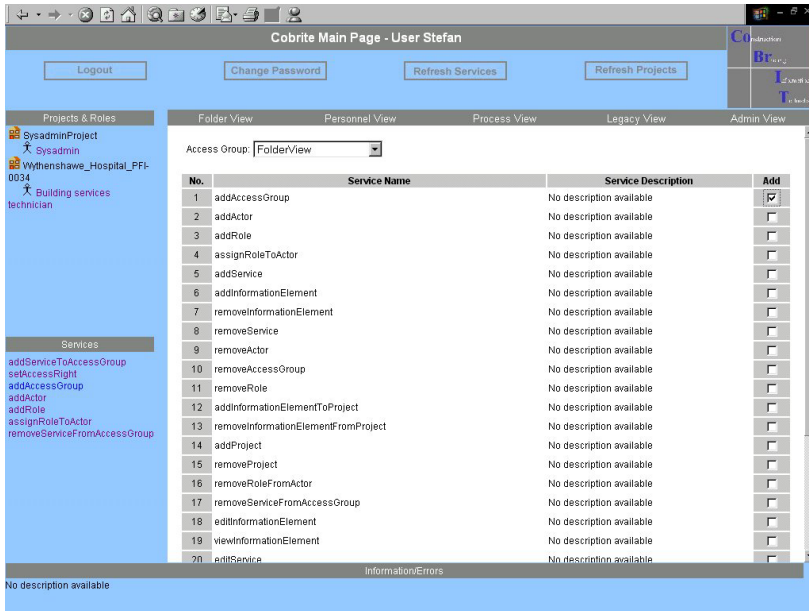 Cobrite Main Page - User Stefan
Construction
Br
I
T
Logout
Change Password
Refresh Services
Refresh Projects
Projects & Roles
SysadminProject
Sysadmin
Wythenshawe_Hospital_PFI-
0034
Building services
technician
Folder View Personnel View Process View Legacy View Admin View
Access Group: FolderView
No. Service Name Service Description Add
1 addAccessGroup No description available
2 addActor No description available
3 addRole No description available
4 assignRoleToActor No description available
5 addService No description available
6 addInformationElement No description available
7 removeInformationElement No description available
8 removeService No description available
9 removeActor No description available
10 removeAccessGroup No description available
11 removeRole No description available
12 addInformationElementToProject No description available
13 removeInformationElementFromProject No description available
14 addProject No description available
15 removeProject No description available
16 removeRoleFromActor No description available
17 removeServiceFromAccessGroup No description available
18 editInformationElement No description available
19 viewInformationElement No description available
20 editService No description available
Services
addServiceToAccessGroup
setAccessRight
addAccessGroup
addActor
addRole
assignRoleToActor
removeServiceFromAccessGroup
Information/Errors
No description available